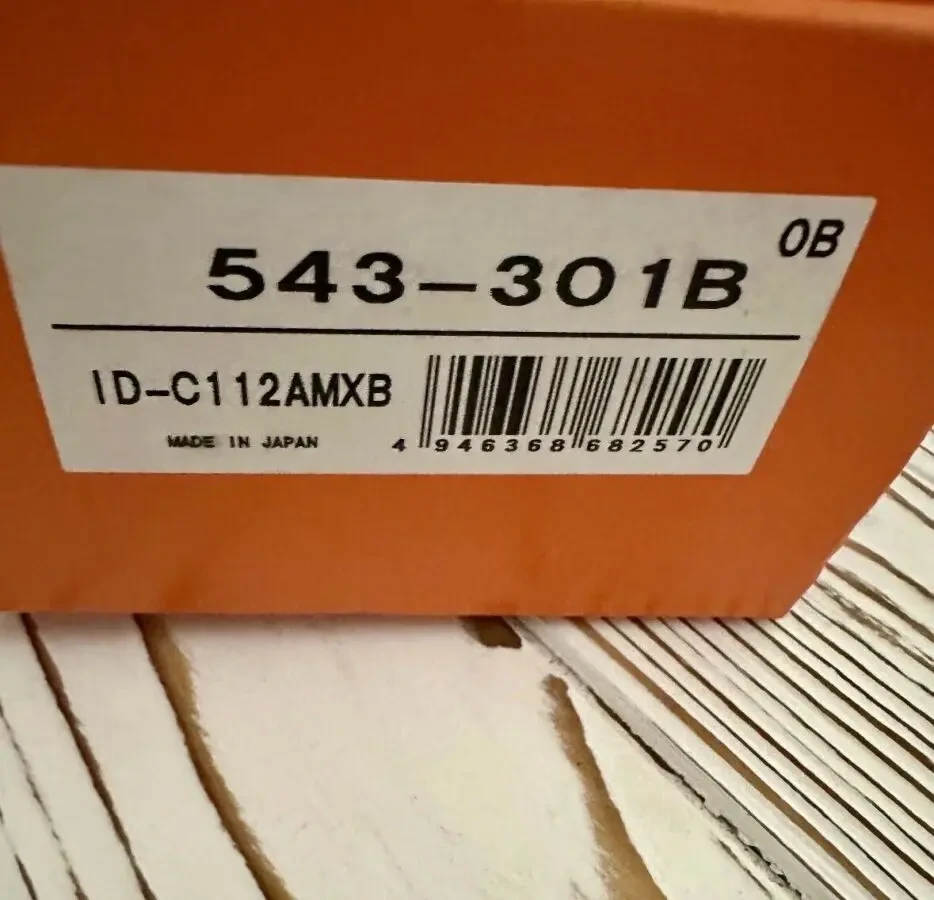 0B
543-301B
ID-C112AMXB
MADE IN JAPAN
4 946368 682570